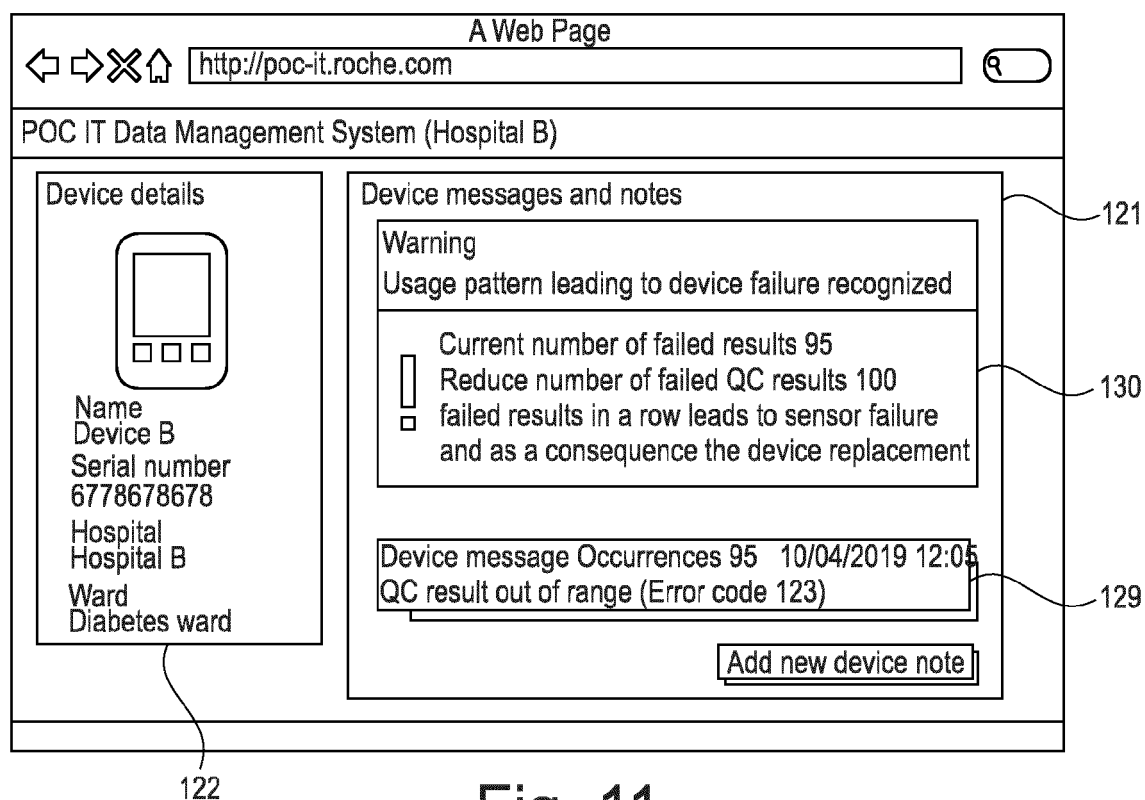 A Web Page
http://poc-it.roche.com
POC IT Data Management System (Hospital B)
Device details
Name
Device B
Serial number
6778678678
Hospital
Hospital B
Ward
Diabetes ward
122
Device messages and notes
121
Warning
Usage pattern leading to device failure recognized
Current number of failed results 95
Reduce number of failed QC results 100
failed results in a row leads to sensor failure
and as a consequence the device replacement
130
Device message Occurrences 95 10/04/2019 12:05
QC result out of range (Error code 123)
129
Add new device note
Fig. 11